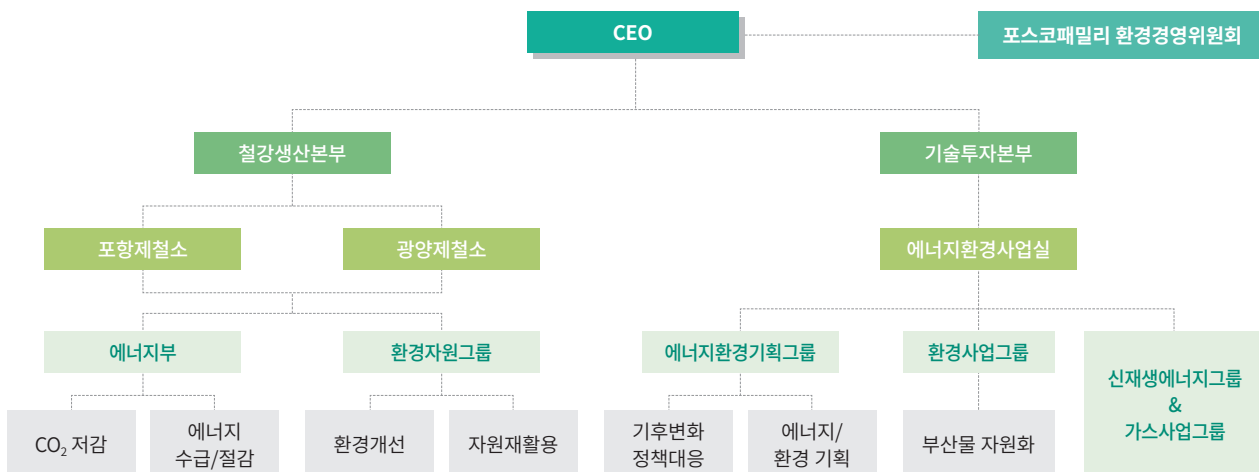 CEO
포스코패밀리 환경경영위원회
철강생산본부
기술투자본부
포항제철소
광양제철소
에너지환경사업실
에너지부
환경자원그룹
에너지환경기획그룹
환경사업그룹
신재생에너지그룹
&
가스사업그룹
CO₂ 저감
에너지
수급/절감
환경개선
자원재활용
기후변화
정책대응
에너지/
환경 기획
부산물 자원화